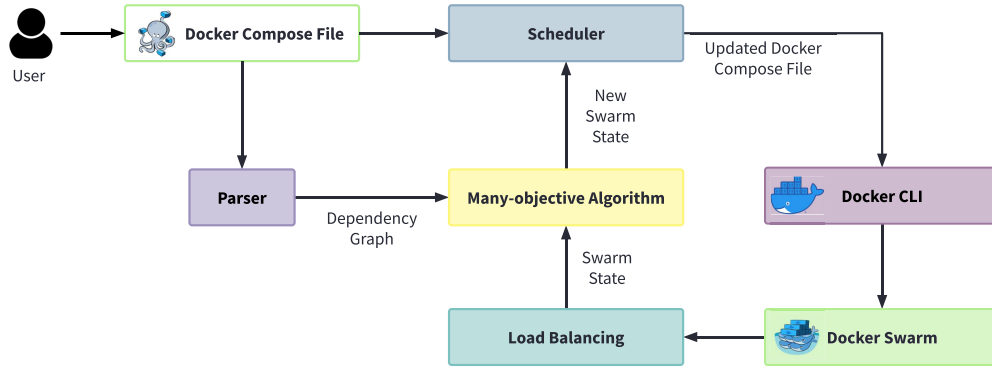 User
Docker Compose File
Scheduler
Updated Docker
Compose File
New
Swarm
State
Parser
Dependency
Graph
Many-objective Algorithm
Docker CLI
Swarm
State
Load Balancing
Docker Swarm